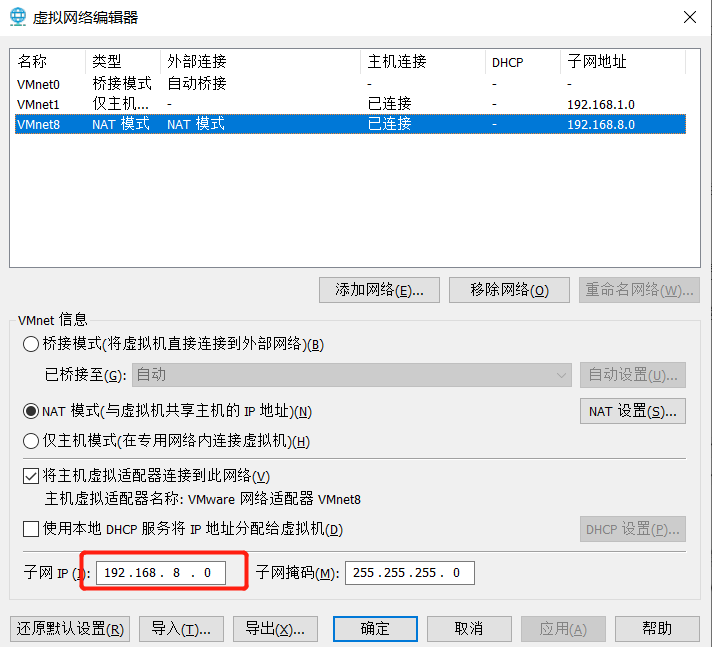 虚拟网络编辑器
名称 类型 外部连接 主机连接 DHCP 子网地址
VMnet0 桥接模式 自动桥接 - - -
VMnet1 仅主机... - 已连接 - 192.168.1.0
VMnet8 NAT 模式 NAT 模式 已连接 - 192.168.8.0
添加网络(E)... 移除网络(O) 重命名网络(W)...
VMnet 信息
桥接模式(将虚拟机直接连接到外部网络)(B)
已桥接至(G): 自动 自动设置(U)...
NAT 模式(与虚拟机共享主机的 IP 地址)(N) NAT 设置(S)...
仅主机模式(在专用网络内连接虚拟机)(H)
将主机虚拟适配器连接到此网络(V)
主机虚拟适配器名称: VMware 网络适配器 VMnet8
使用本地 DHCP 服务将 IP 地址分配给虚拟机(D) DHCP 设置(P)...
子网 IP (I): 192.168. 8 . 0 子网掩码(M): 255.255.255. 0
还原默认设置(R) 导入(T)... 导出(X)... 确定 取消 应用(A) 帮助